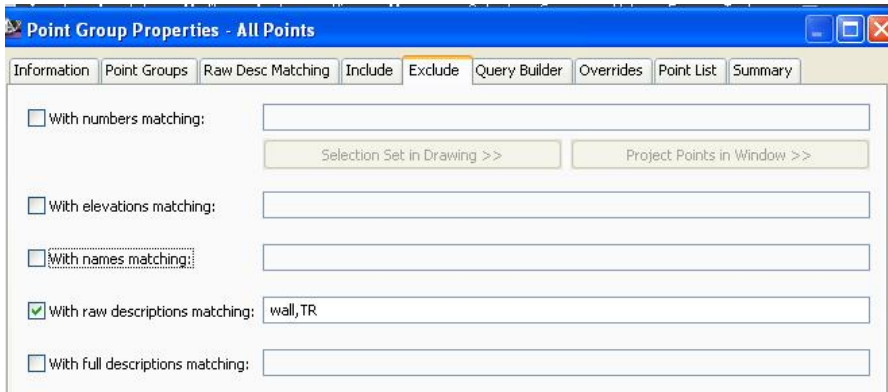 Point Group Properties - All Points
Information Point Groups Raw Desc Matching Include Exclude Query Builder Overrides Point List Summary
With numbers matching:
Selection Set in Drawing >> Project Points in Window >>
With elevations matching:
With names matching:
With raw descriptions matching: wall,TR
With full descriptions matching: